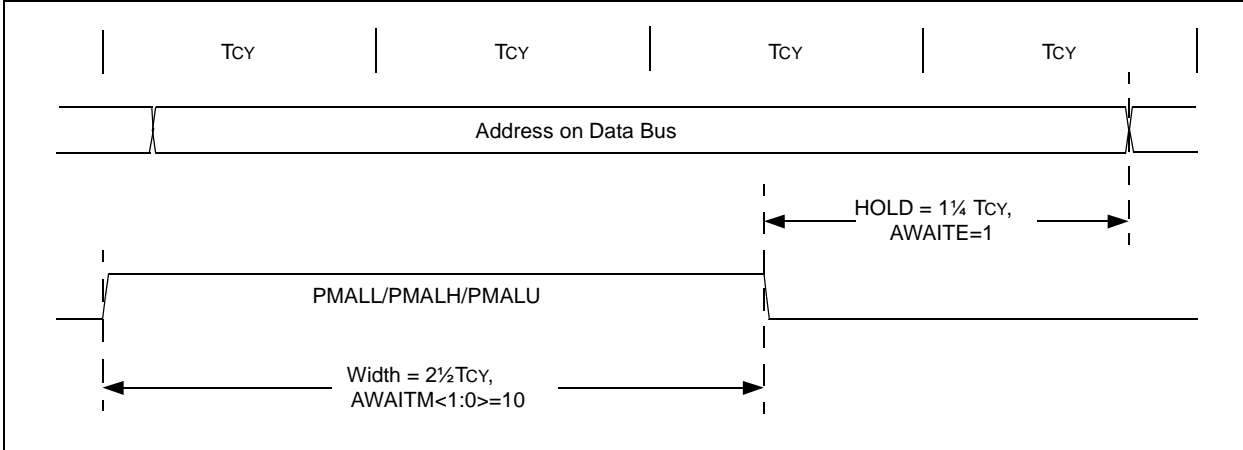 TCY TCY TCY TCY
Address on Data Bus
HOLD = 1¼ TCY,
AWAITE=1
PMALL/PMALH/PMALU
Width = 2½TCY,
AWAITM<1:0>=10